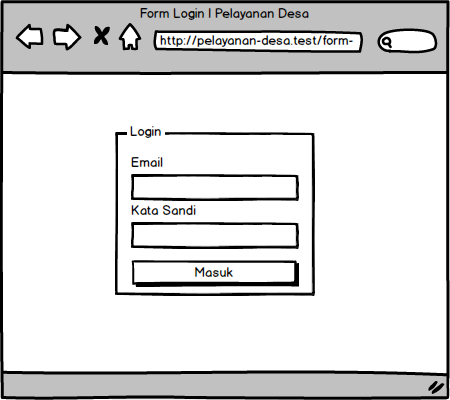 Form Login | Pelayanan Desa
http://pelayanan-desa.test/form-
Login
Email
Kata Sandi
Masuk